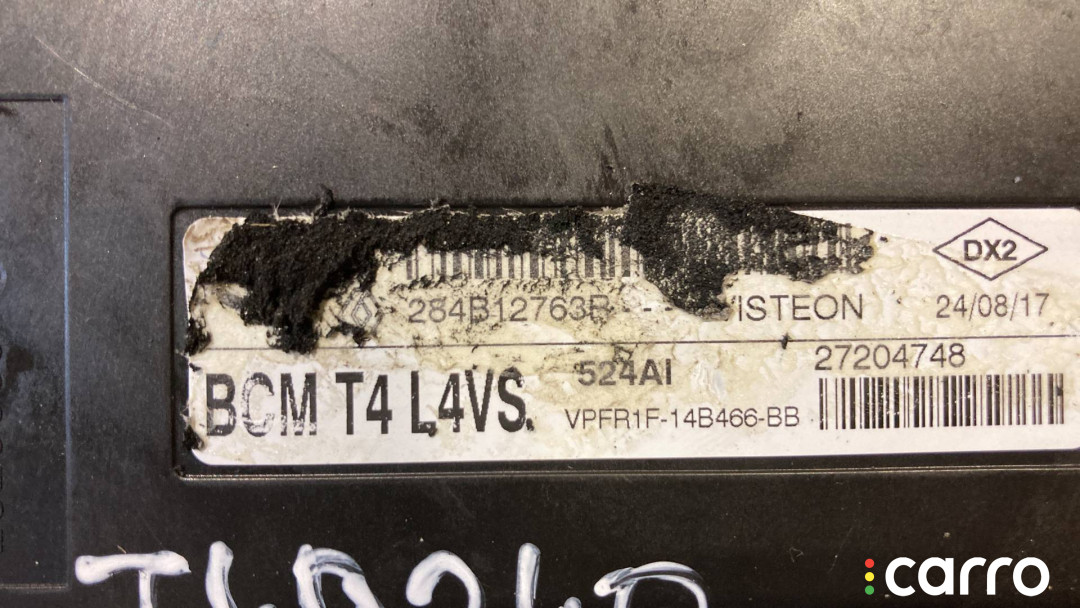 284B12763R - - - VISTEON 24/08/17
DX2
BCM T4 L4VS.
524AI
VPFR1F-14B466-BB
27204748
carro